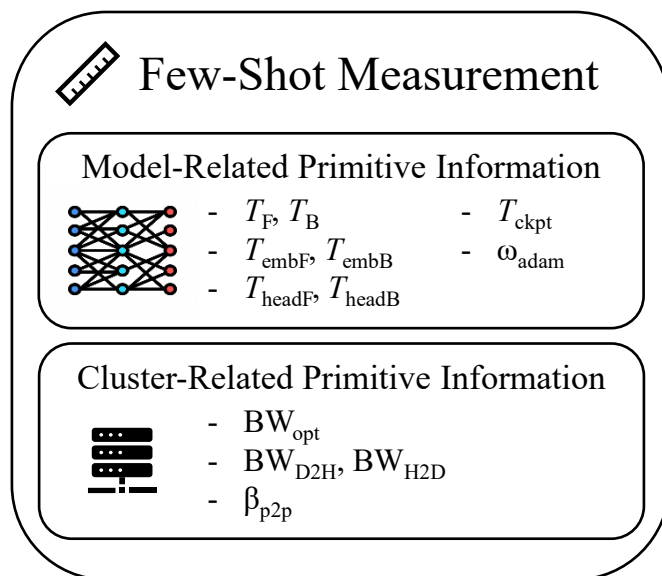 Few-Shot Measurement
Model-Related Primitive Information
- T_F, T_B
- T_embF, T_embB
- T_headF, T_headB
- T_ckpt
- ω_adam
Cluster-Related Primitive Information
- BW_opt
- BW_D2H, BW_H2D
- β_p2p